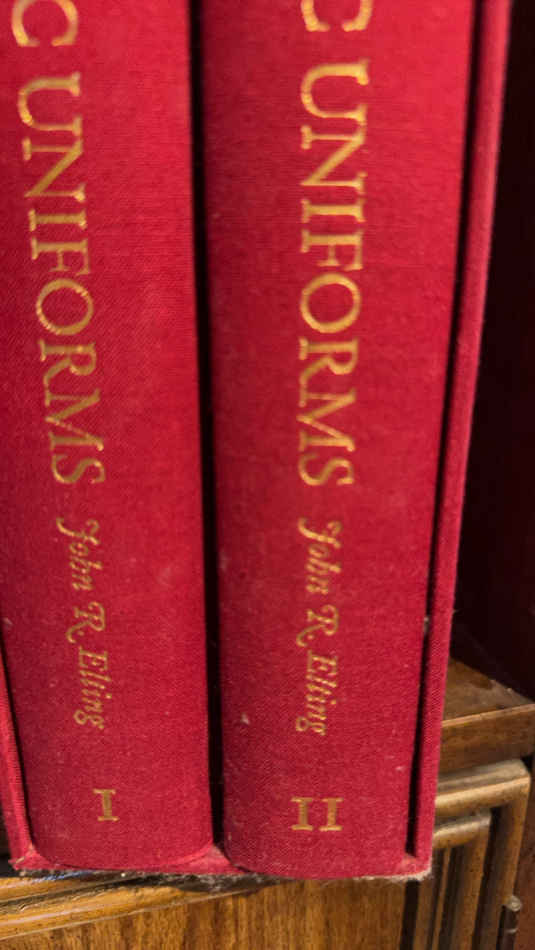 C UNIFORMS John R. Elting I
C UNIFORMS John R. Elting II